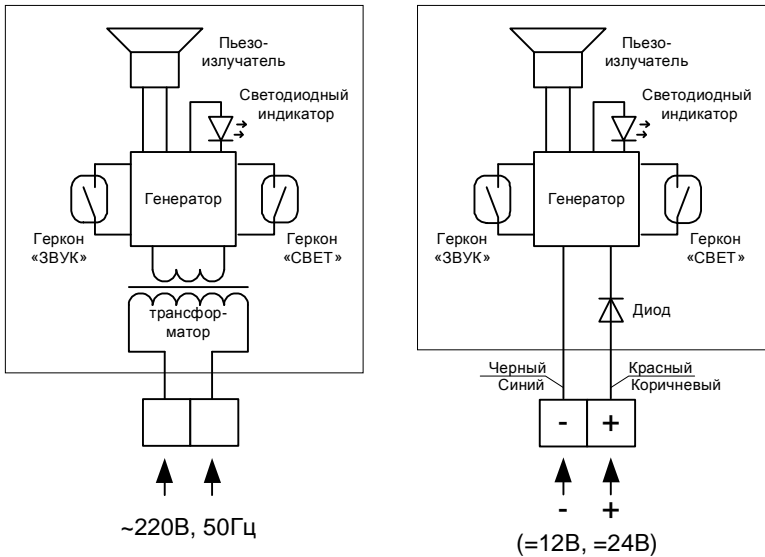 Пьезо-
излучатель
Светодиодный
индикатор
Генератор
Геркон
«ЗВУК»
Геркон
«СВЕТ»
трансфор-
матор
~220В, 50Гц
Пьезо-
излучатель
Светодиодный
индикатор
Генератор
Геркон
«ЗВУК»
Геркон
«СВЕТ»
Диод
Черный
Синий
Красный
Коричневый
- +
- +
(=12В, =24В)